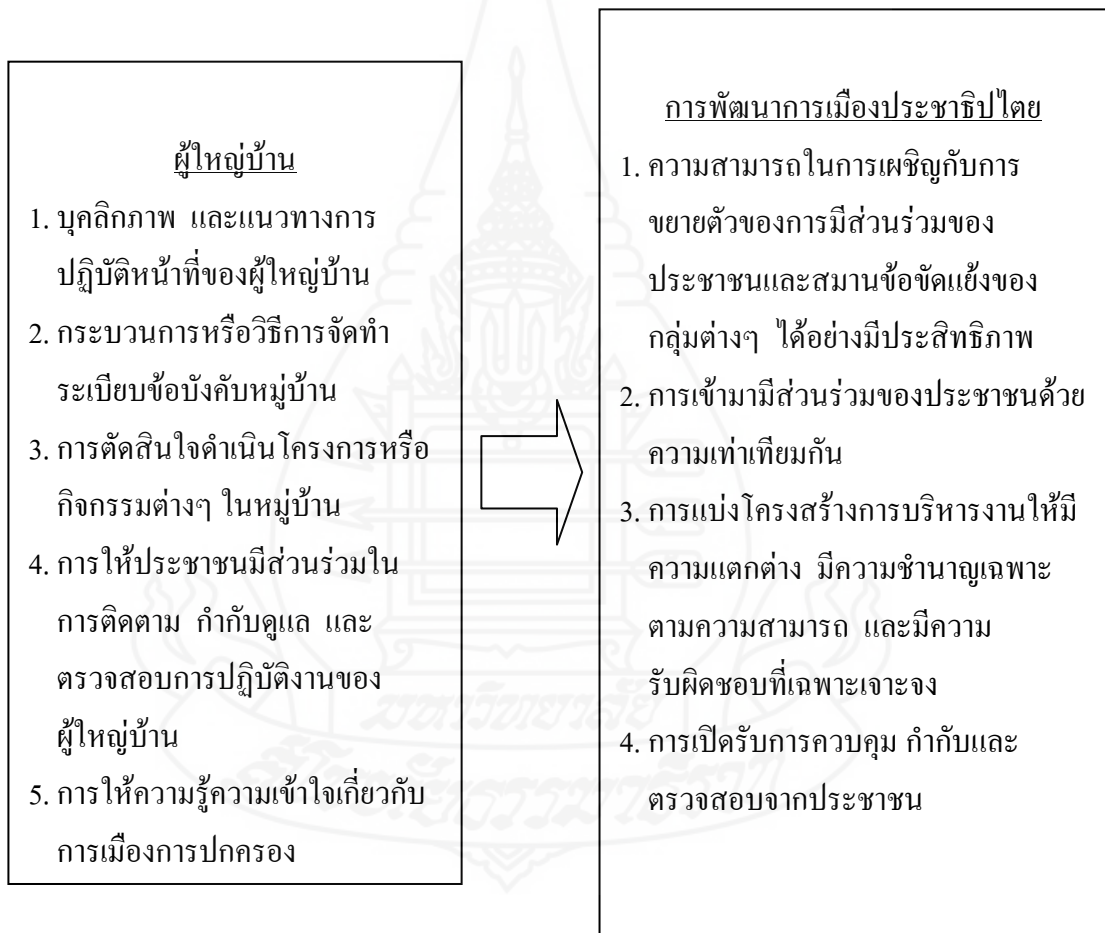 ผู้ใหญ่บ้าน
1. บุคลิกภาพ และแนวทางการ
ปฏิบัติหน้าที่ของผู้ใหญ่บ้าน
2. กระบวนการหรือวิธีการจัดทำ
ระเบียบข้อบังคับหมู่บ้าน
3. การตัดสินใจดำเนินโครงการหรือ
กิจกรรมต่างๆ ในหมู่บ้าน
4. การให้ประชาชนมีส่วนร่วมใน
การติดตาม กำกับดูแล และ
ตรวจสอบการปฏิบัติงานของ
ผู้ใหญ่บ้าน
5. การให้ความรู้ความเข้าใจเกี่ยวกับ
การเมืองการปกครอง
การพัฒนาการเมืองประชาธิปไตย
1. ความสามารถในการเผชิญกับการ
ขยายตัวของการมีส่วนร่วมของ
ประชาชนและสมานข้อขัดแย้งของ
กลุ่มต่างๆ ได้อย่างมีประสิทธิภาพ
2. การเข้ามามีส่วนร่วมของประชาชนด้วย
ความเท่าเทียมกัน
3. การแบ่งโครงสร้างการบริหารงานให้มี
ความแตกต่าง มีความชำนาญเฉพาะ
ตามความสามารถ และมีความ
รับผิดชอบที่เฉพาะเจาะจง
4. การเปิดรับการควบคุม กำกับและ
ตรวจสอบจากประชาชน
มหาวิทยาลัย
สุโขทัยธรรมาธิราช